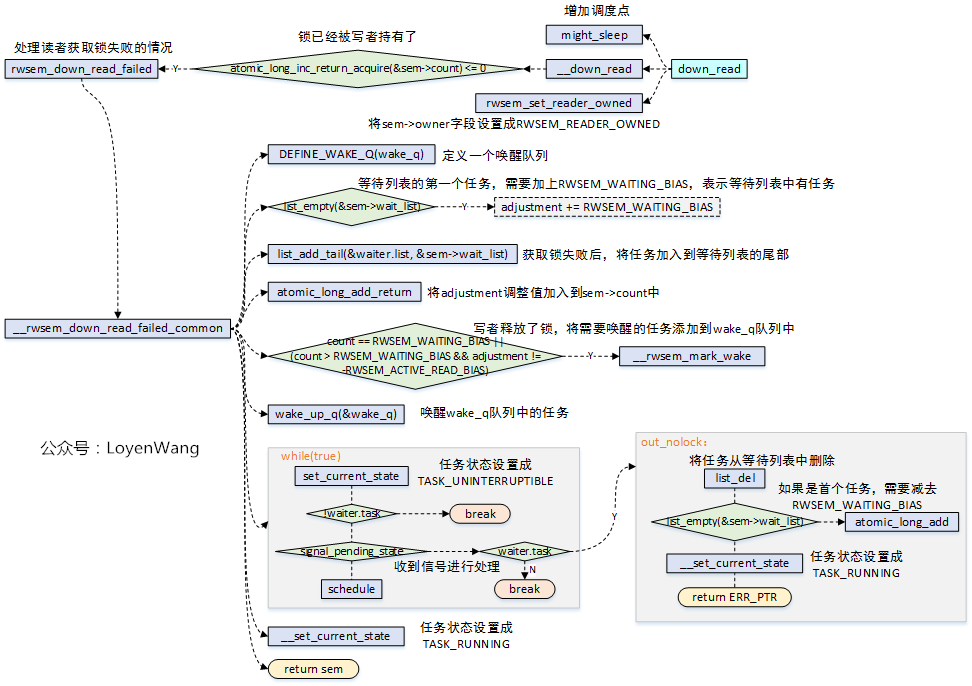 增加调度点
might_sleep
处理读者获取锁失败的情况
锁已经被写者持有了
rwsem_down_read_failed
Y
atomic_long_inc_return_acquire(&sem->count) <= 0
__down_read
down_read
rwsem_set_reader_owned
将sem->owner字段设置成RWSEM_READER_OWNED
DEFINE_WAKE_Q(wake_q)
定义一个唤醒队列
等待列表的第一个任务，需要加上RWSEM_WAITING_BIAS，表示等待列表中有任务
list_empty(&sem->wait_list)
Y
adjustment += RWSEM_WAITING_BIAS
list_add_tail(&waiter.list, &sem->wait_list)
获取锁失败后，将任务加入到等待列表的尾部
atomic_long_add_return
将adjustment调整值加入到sem->count中
__rwsem_down_read_failed_common
写者释放了锁，将需要唤醒的任务添加到wake_q队列中
count == RWSEM_WAITING_BIAS ||
(count > RWSEM_WAITING_BIAS && adjustment !=
-RWSEM_ACTIVE_READ_BIAS)
Y
__rwsem_mark_wake
wake_up_q(&wake_q)
唤醒wake_q队列中的任务
公众号：LoyenWang
while(true)
set_current_state
任务状态设置成
TASK_UNINTERRUPTIBLE
!waiter.task
break
signal_pending_state
waiter.task
收到信号进行处理
N
schedule
break
Y
out_nolock：
将任务从等待列表中删除
list_del
如果是首个任务，需要减去
RWSEM_WAITING_BIAS
list_empty(&sem->wait_list)
atomic_long_add
__set_current_state
任务状态设置成
TASK_RUNNING
return ERR_PTR
__set_current_state
任务状态设置成
TASK_RUNNING
return sem